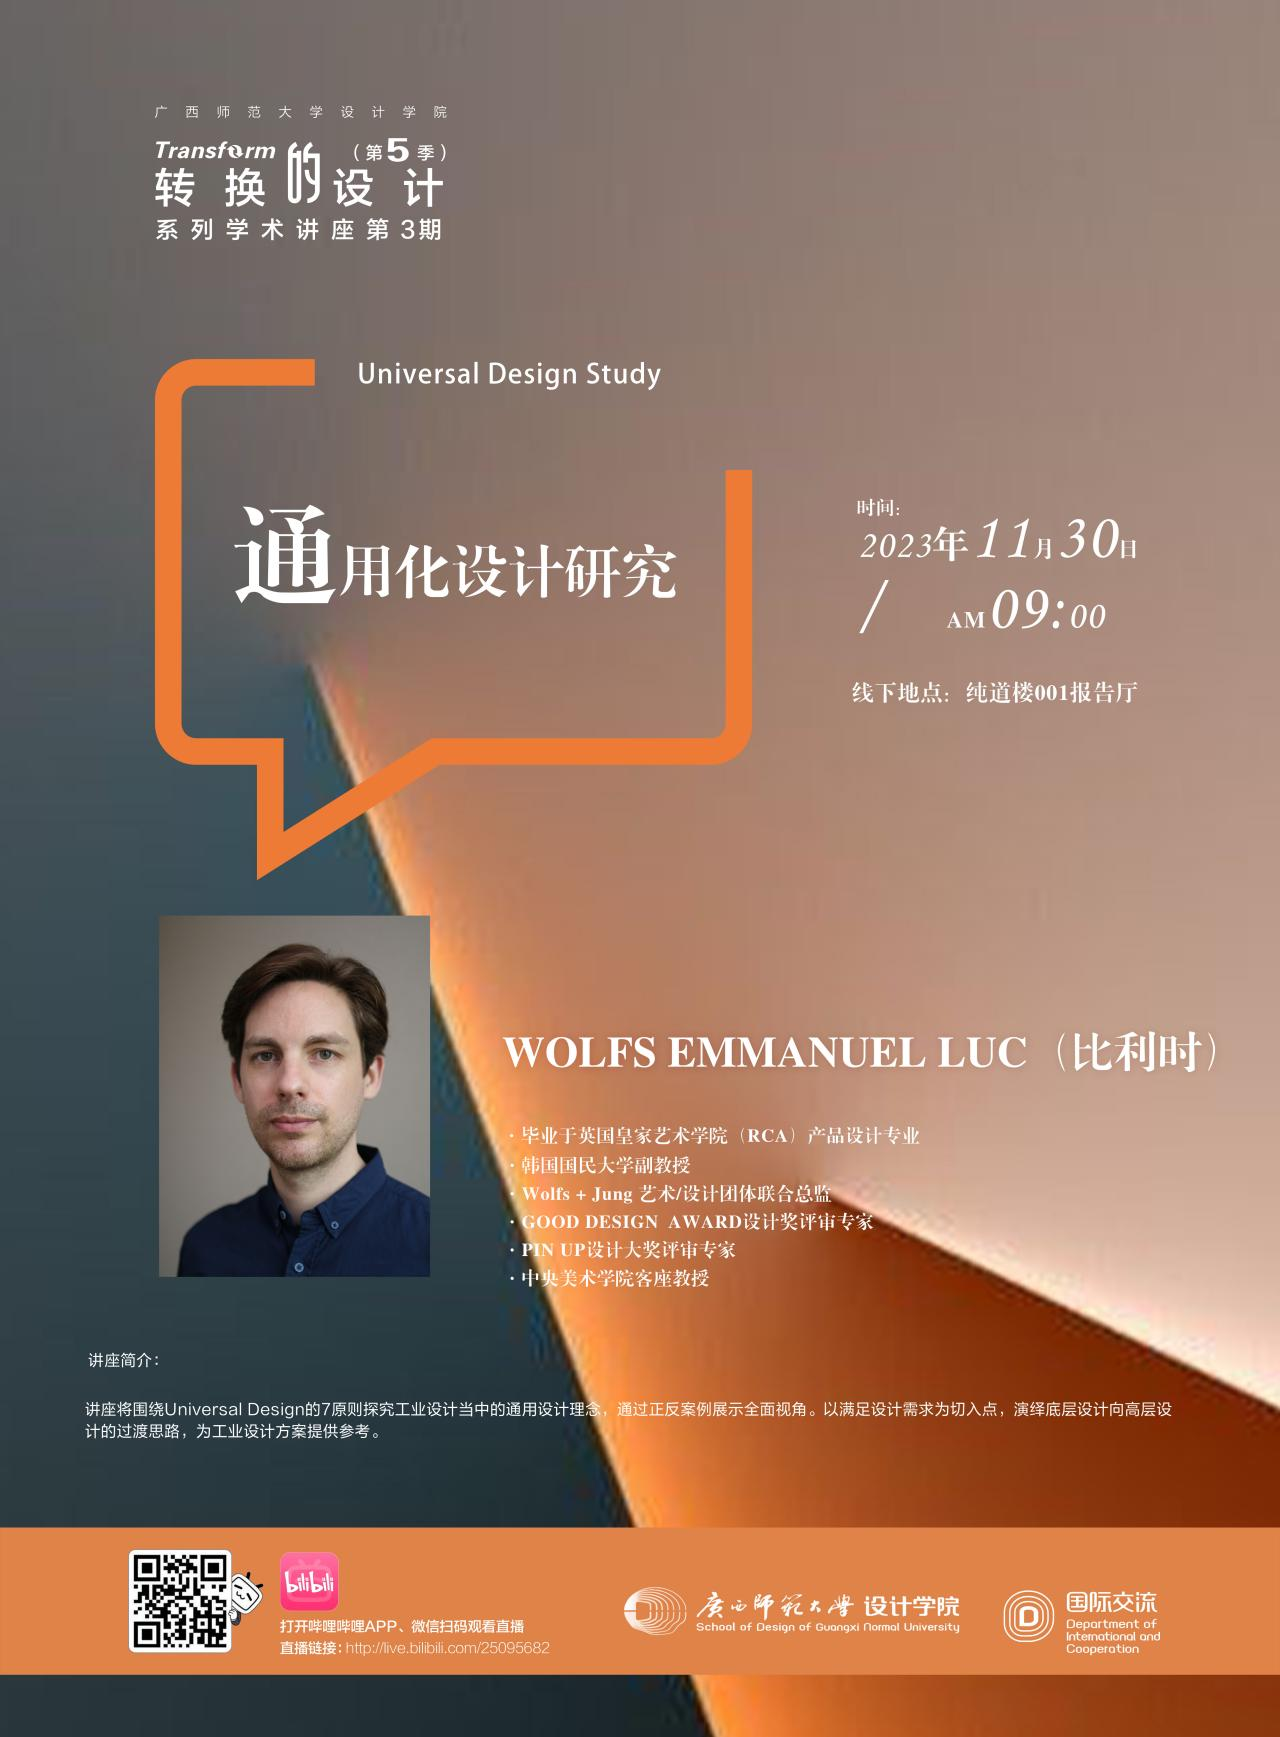 广西师范大学设计学院
Transform
（第5季）
转换的设计
系列学术讲座第3期
Universal Design Study
通用化设计研究
时间：
2023年11月30日
/ AM 09:00
线下地点：纯道楼001报告厅
WOLFS EMMANUEL LUC（比利时）
·毕业于英国皇家艺术学院（RCA）产品设计专业
·韩国国民大学副教授
·Wolfs + Jung 艺术/设计团体联合总监
·GOOD DESIGN AWARD设计奖评审专家
·PIN UP设计大奖评审专家
·中央美术学院客座教授
讲座简介：
讲座将围绕Universal Design的7原则探究工业设计当中的通用设计理念，通过正反案例展示全面视角。以满足设计需求为切入点，演绎底层设计向高层设
计的过渡思路，为工业设计方案提供参考。
bilibili
打开哔哩哔哩APP、微信扫码观看直播
直播链接：http://live.bilibili.com/25095682
廣西師範大學 设计学院
School of Design of Guangxi Normal University
D
国际交流
Department of
International and
Cooperation